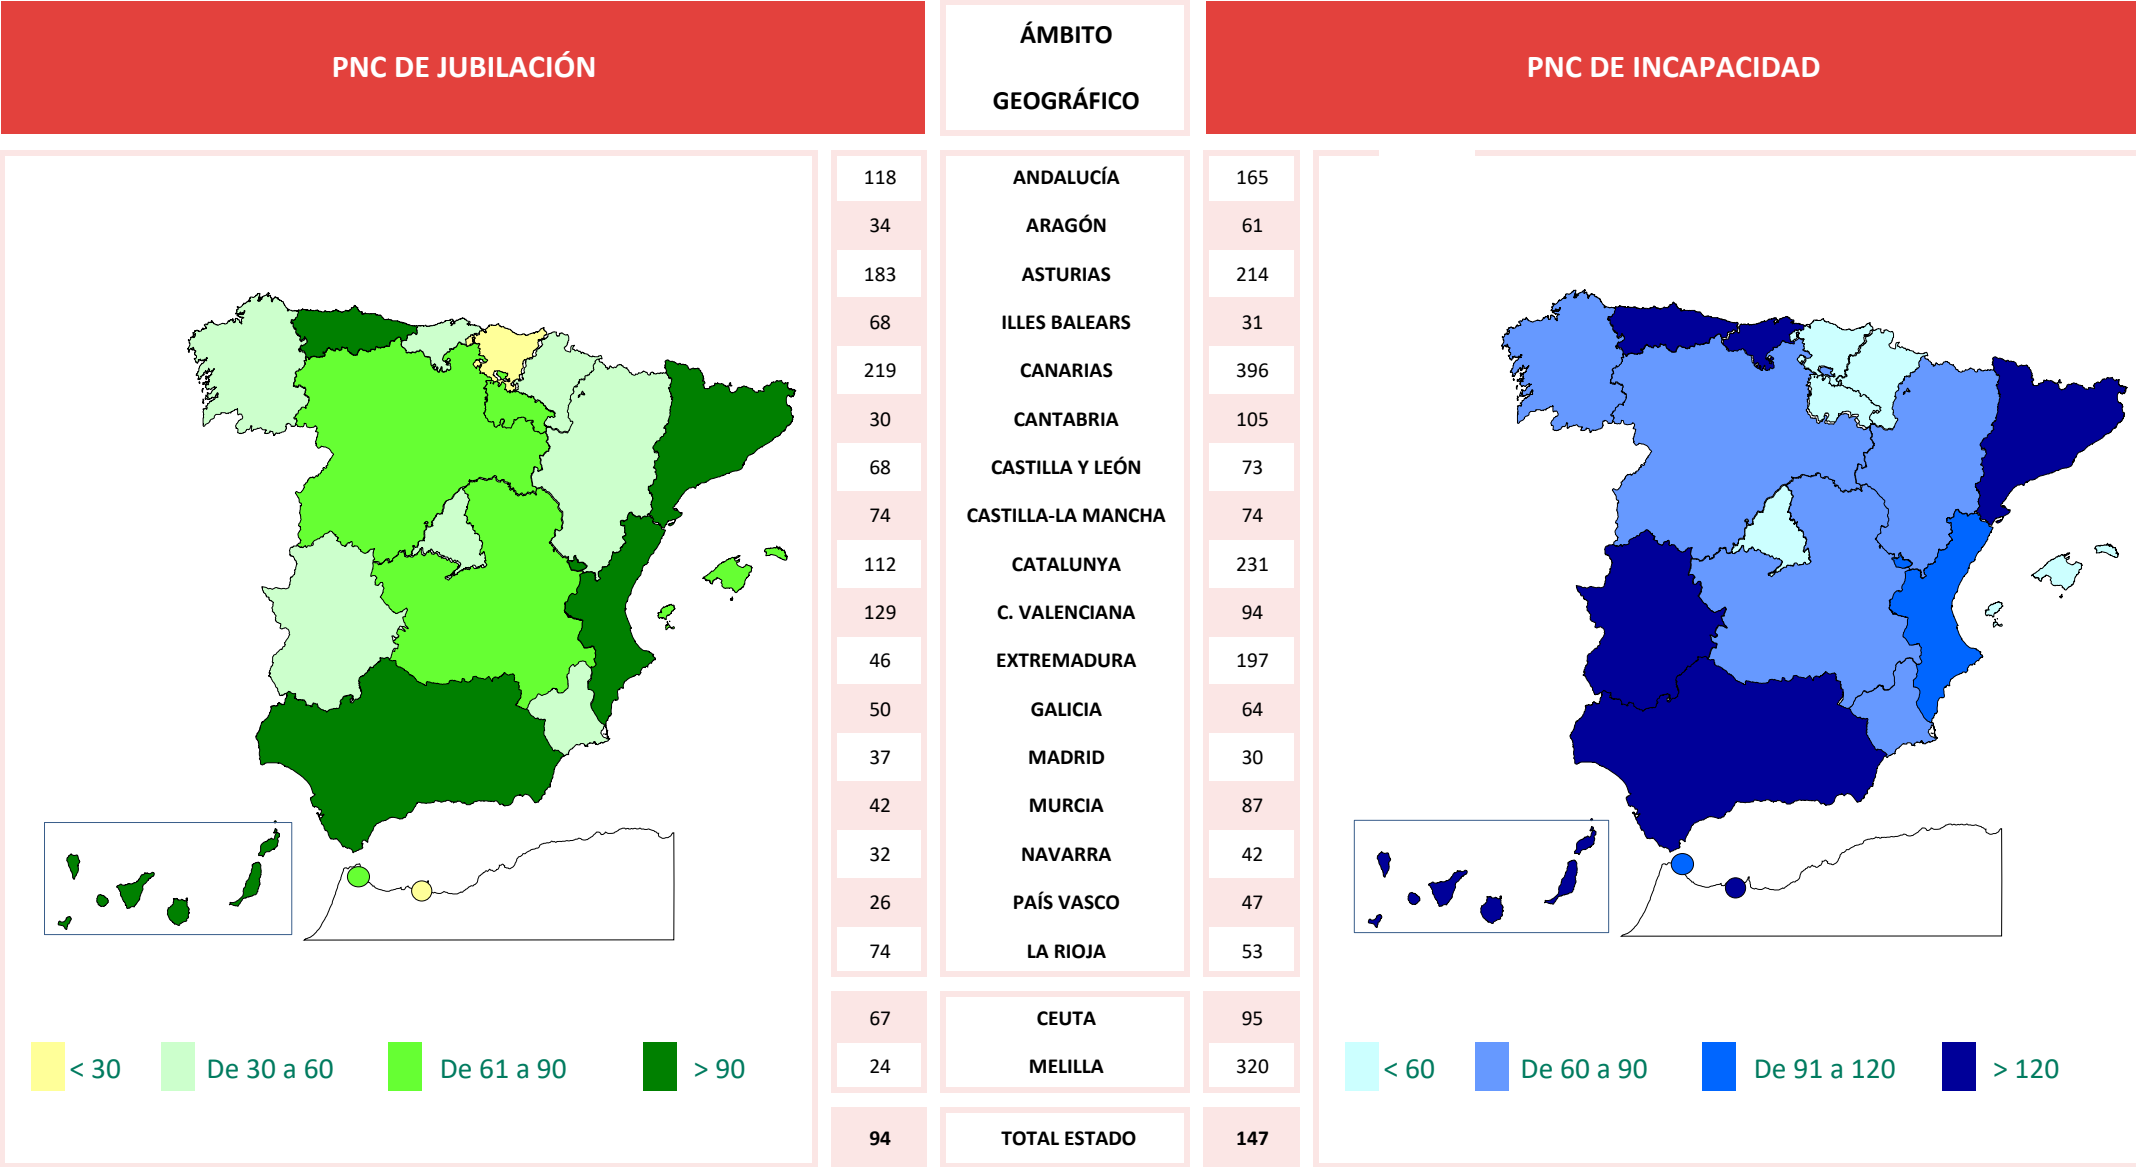 PNC DE JUBILACIÓN
ÁMBITO
GEOGRÁFICO
PNC DE INCAPACIDAD
118 ANDALUCÍA 165
34 ARAGÓN 61
183 ASTURIAS 214
68 ILLES BALEARS 31
219 CANARIAS 396
30 CANTABRIA 105
68 CASTILLA Y LEÓN 73
74 CASTILLA-LA MANCHA 74
112 CATALUNYA 231
129 C. VALENCIANA 94
46 EXTREMADURA 197
50 GALICIA 64
37 MADRID 30
42 MURCIA 87
32 NAVARRA 42
26 PAÍS VASCO 47
74 LA RIOJA 53
67 CEUTA 95
24 MELILLA 320
94 TOTAL ESTADO 147
< 30 De 30 a 60 De 61 a 90 > 90
< 60 De 60 a 90 De 91 a 120 > 120